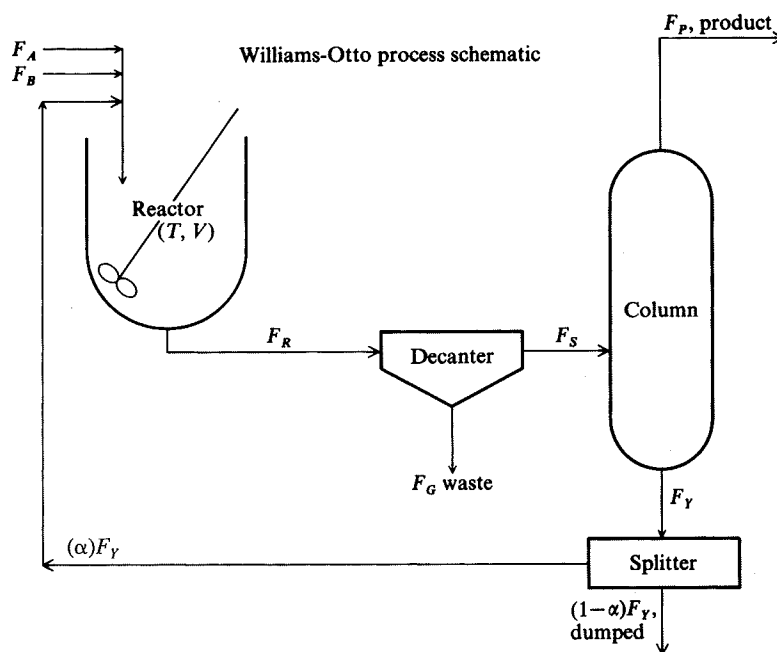 Williams-Otto process schematic
F_A
F_B
F_P, product
Reactor
(T, V)
Column
F_R
Decanter
F_S
F_G waste
F_Y
(α)F_Y
Splitter
(1−α)F_Y,
dumped